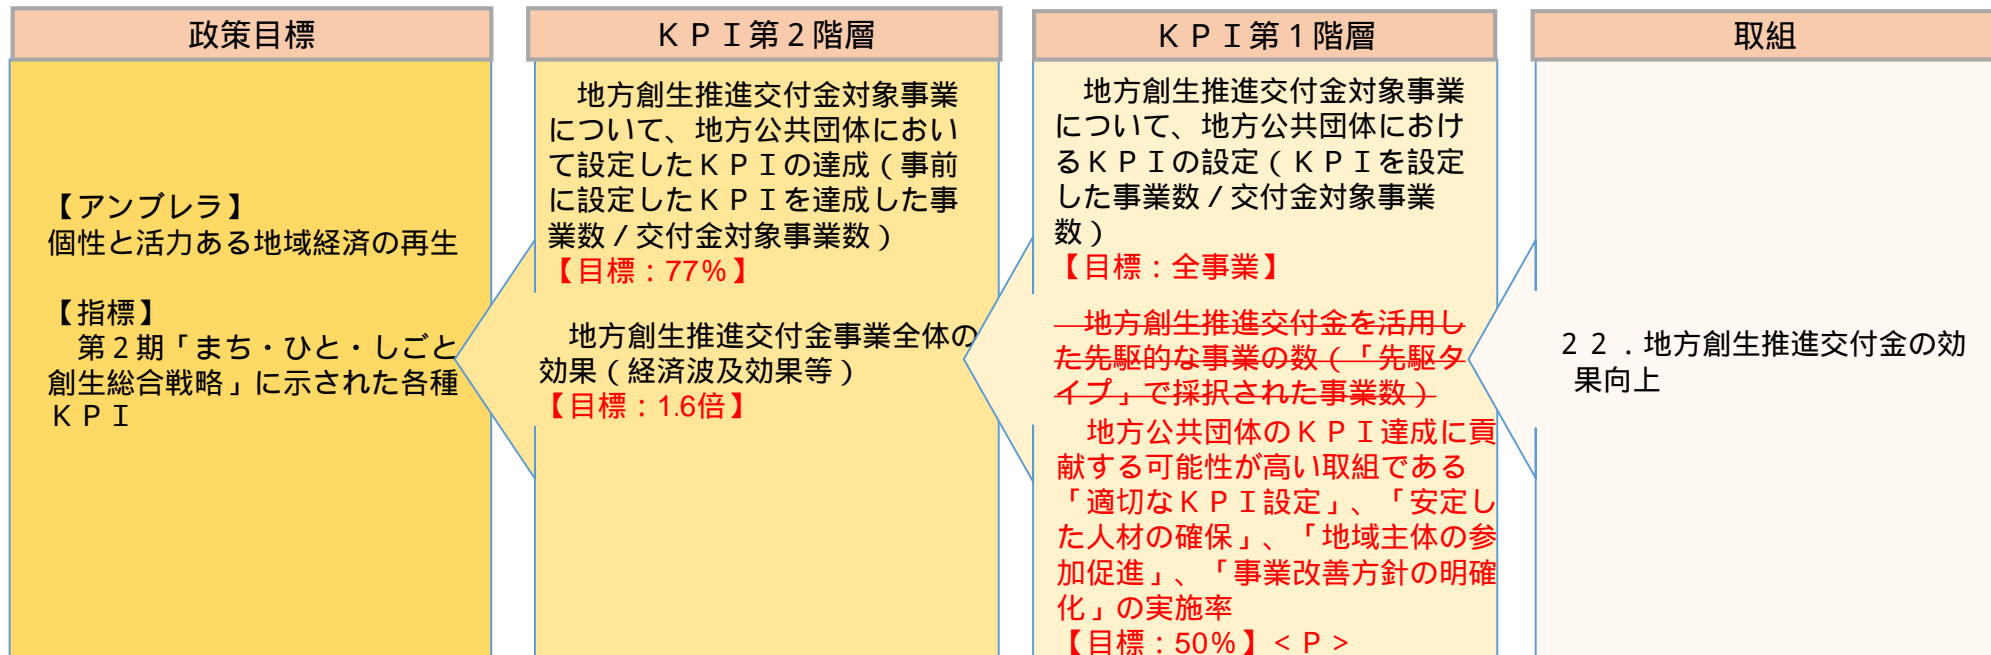 政策目標
【アンブレラ】
個性と活力ある地域経済の再生
【指標】
　第２期「まち・ひと・しごと
創生総合戦略」に示された各種
ＫＰＩ
ＫＰＩ第２階層
　地方創生推進交付金対象事業
について、地方公共団体におい
て設定したＫＰＩの達成（事前
に設定したＫＰＩを達成した事
業数／交付金対象事業数）
【目標：77%】
　地方創生推進交付金事業全体の
効果（経済波及効果等）
【目標：1.6倍】
ＫＰＩ第１階層
　地方創生推進交付金対象事業
について、地方公共団体におけ
るＫＰＩの設定（ＫＰＩを設定
した事業数／交付金対象事業
数）
【目標：全事業】
　地方創生推進交付金を活用し
た先駆的な事業の数（「先駆タ
イプ」で採択された事業数）
　地方公共団体のＫＰＩ達成に貢
献する可能性が高い取組である
「適切なＫＰＩ設定」、「安定し
た人材の確保」、「地域主体の参
加促進」、「事業改善方針の明確
化」の実施率
【目標：50%】＜Ｐ＞
取組
２２．地方創生推進交付金の効
果向上